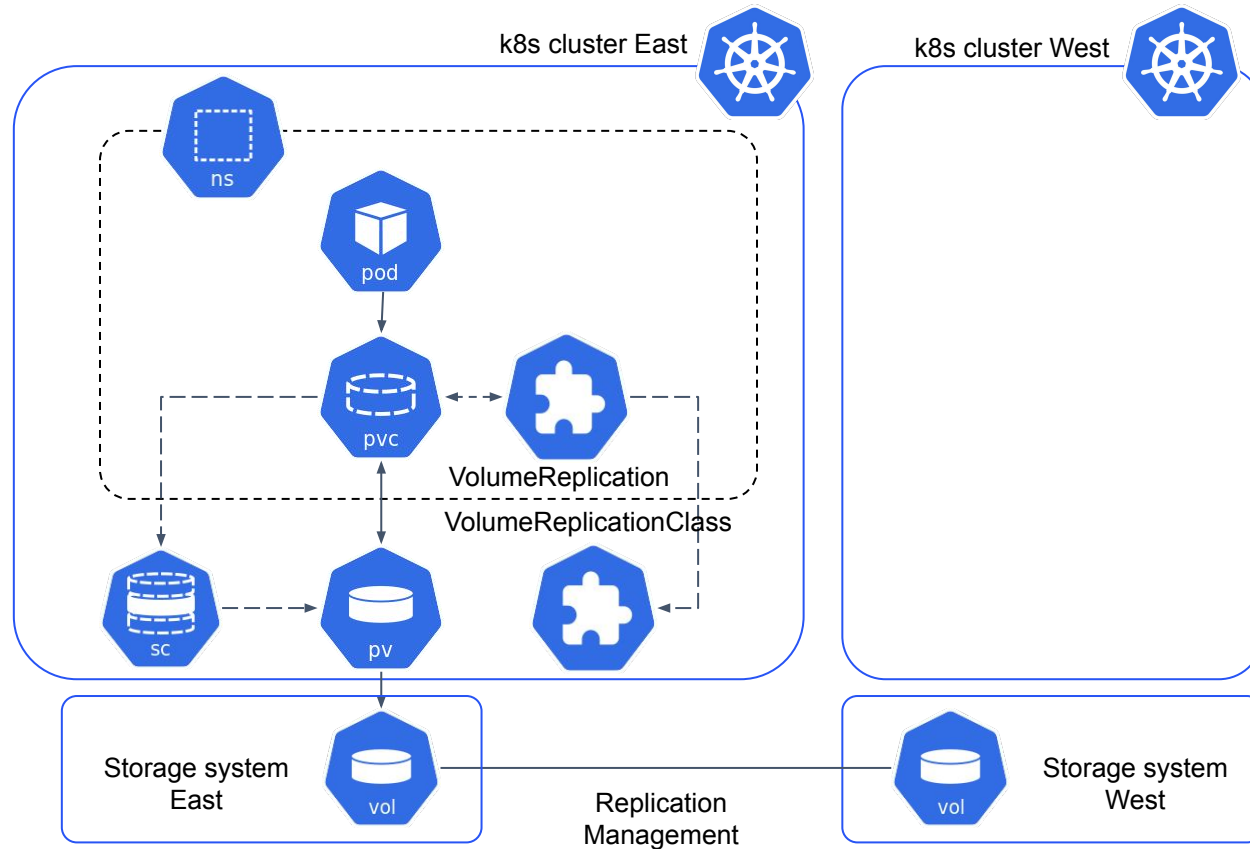 k8s cluster East
k8s cluster West
ns
pod
pvc
VolumeReplication
VolumeReplicationClass
sc
pv
Storage system
East
vol
Replication
Management
vol
Storage system
West